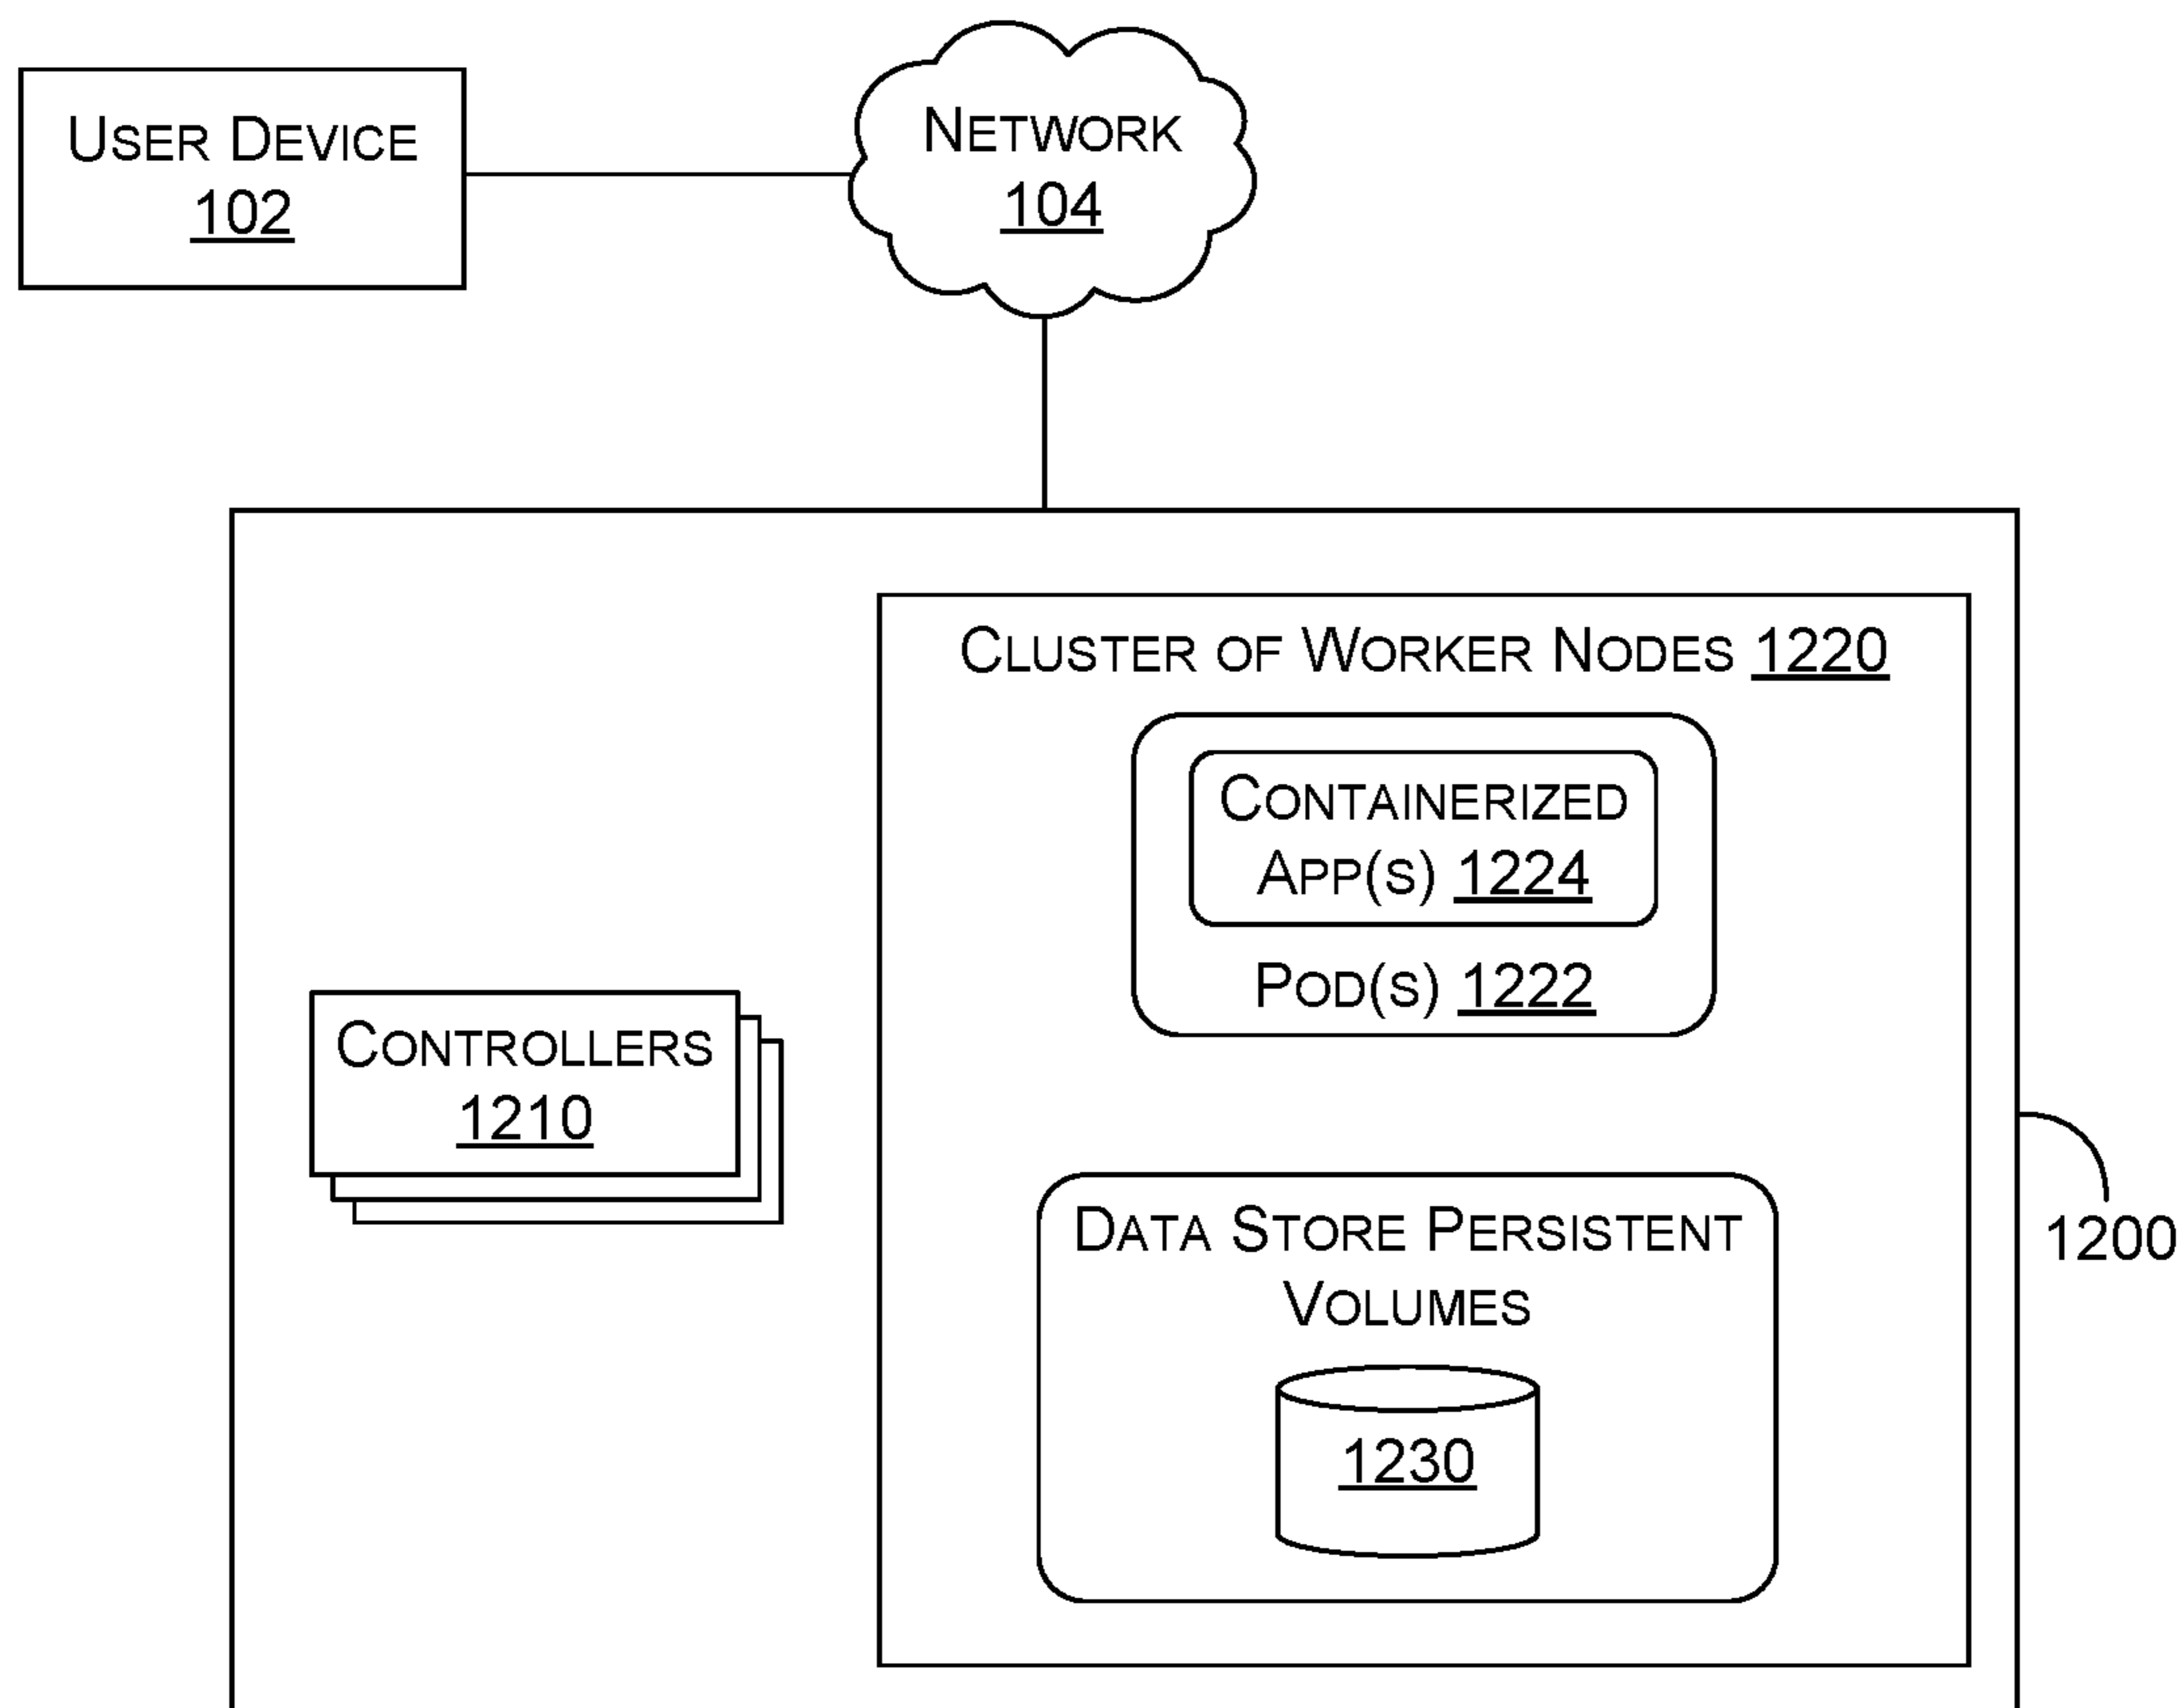 USER DEVICE
102
NETWORK
104
CLUSTER OF WORKER NODES 1220
CONTAINERIZED
APP(S) 1224
POD(S) 1222
CONTROLLERS
1210
DATA STORE PERSISTENT
VOLUMES
1230
1200